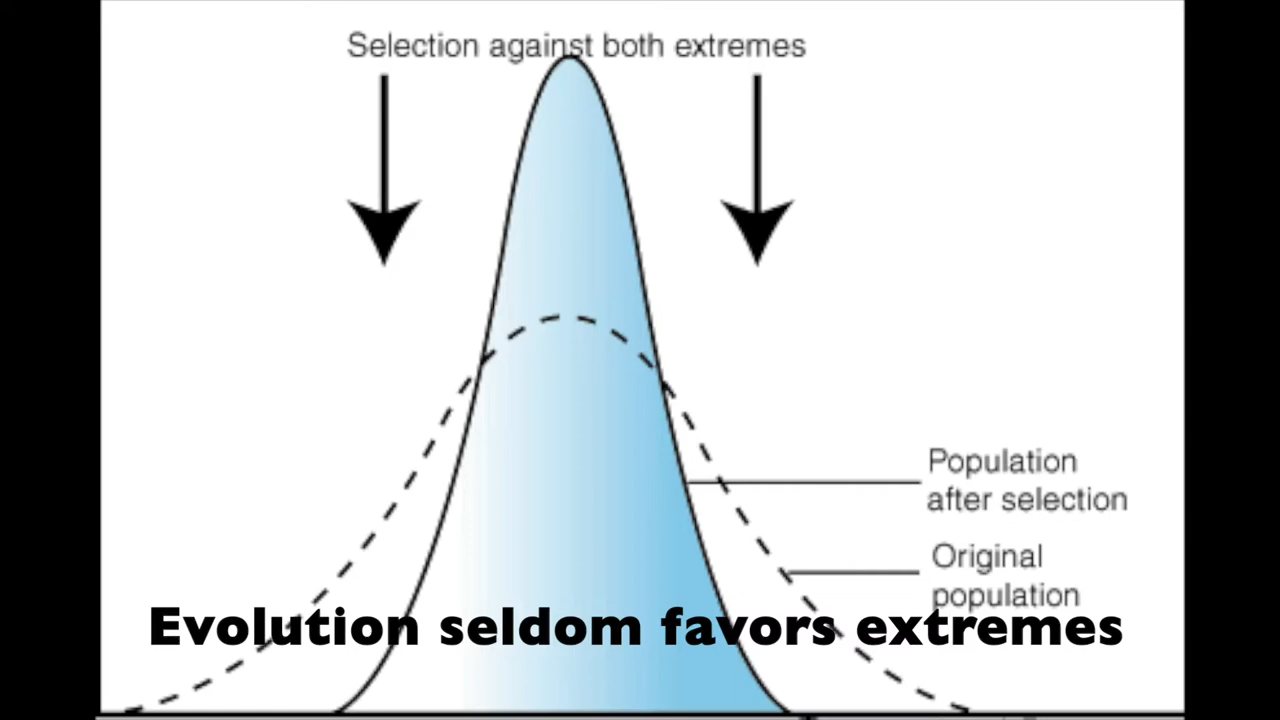 Selection against both extremes
Population
after selection
Original
population
Evolution seldom favors extremes